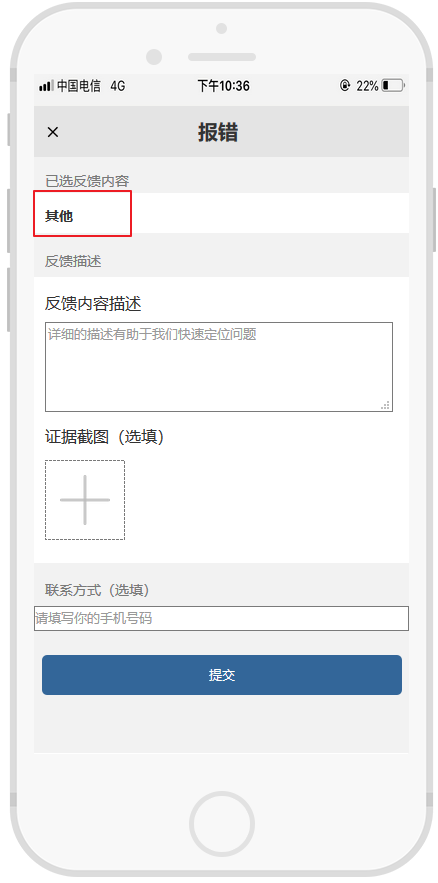 中国电信 4G 下午10:36 22%
× 报错
已选反馈内容
其他
反馈描述
反馈内容描述
详细的描述有助于我们快速定位问题
证据截图（选填）
联系方式（选填）
请填写你的手机号码
提交